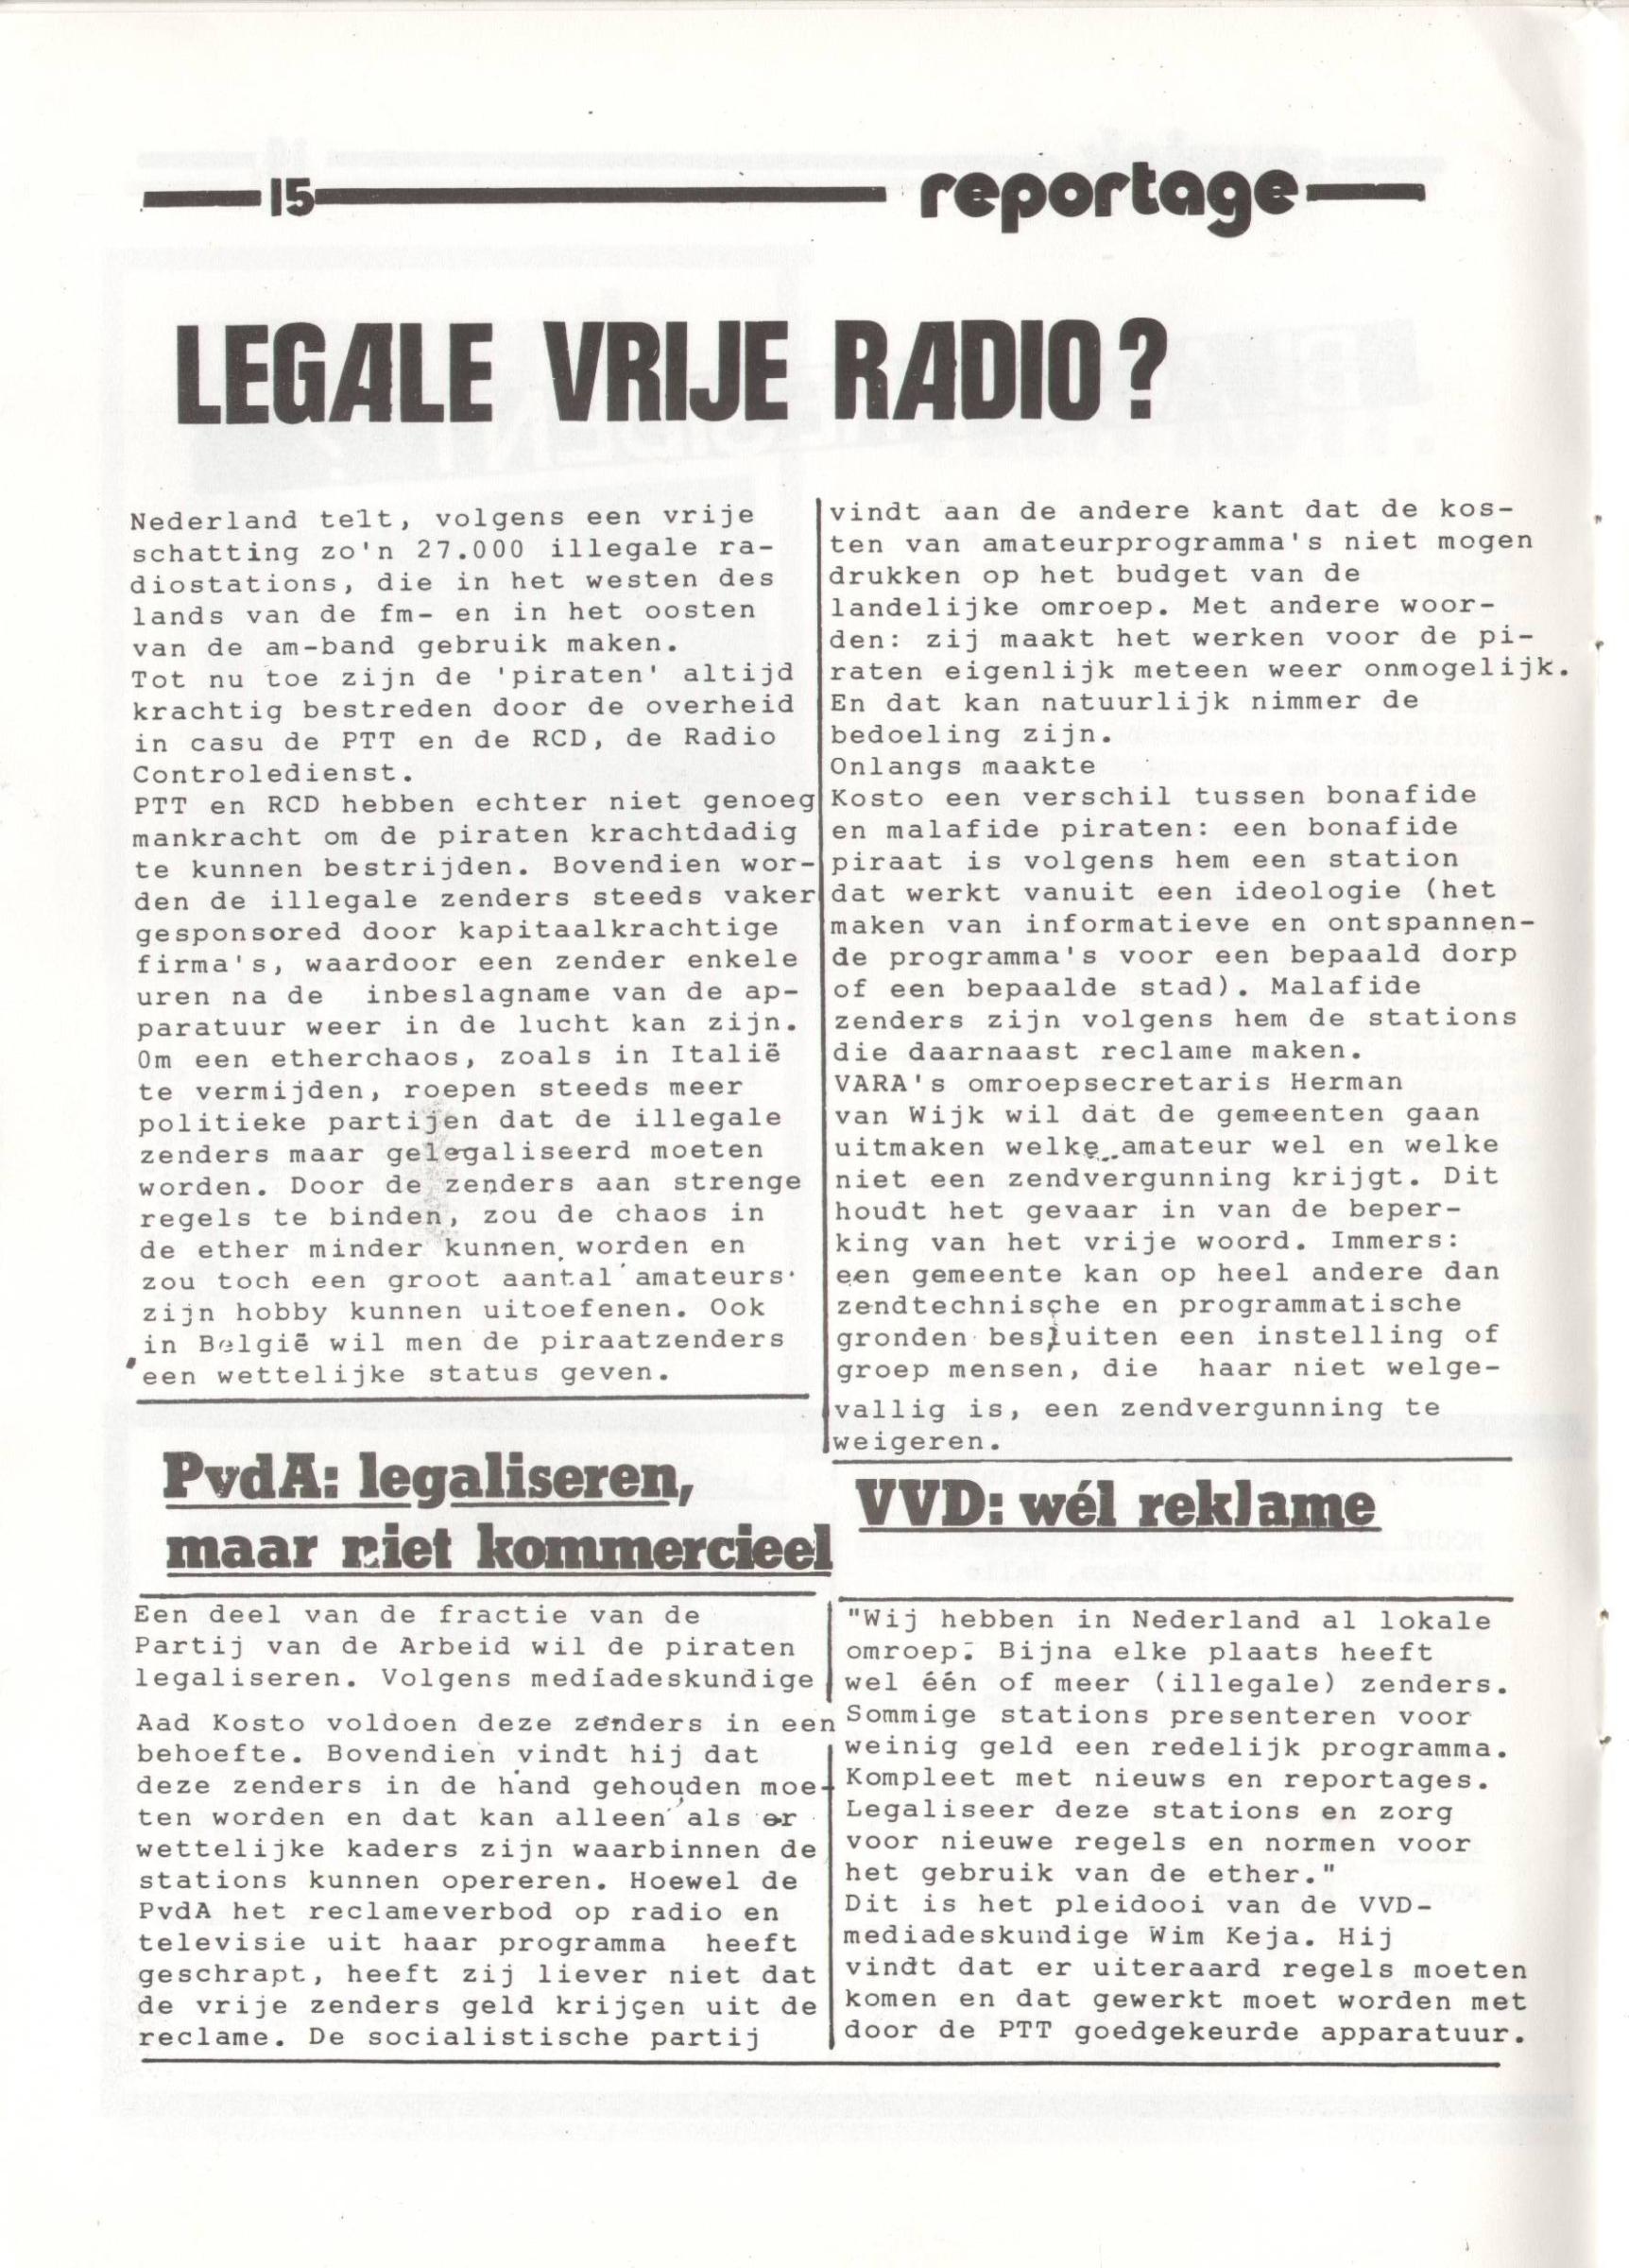 15 reportage
LEGALE VRIJE RADIO?
Nederland telt, volgens een vrije
schatting zo'n 27.000 illegale ra-
diostations, die in het westen des
lands van de fm- en in het oosten
van de am-band gebruik maken.
Tot nu toe zijn de 'piraten' altijd
krachtig bestreden door de overheid
in casu de PTT en de RCD, de Radio
Controledienst.
PTT en RCD hebben echter niet genoeg
mankracht om de piraten krachtdadig
te kunnen bestrijden. Bovendien wor-
den de illegale zenders steeds vaker
gesponsored door kapitaalkrachtige
firma's, waardoor een zender enkele
uren na de inbeslagname van de ap-
paratuur weer in de lucht kan zijn.
Om een etherchaos, zoals in Italië
te vermijden, roepen steeds meer
politieke partijen dat de illegale
zenders maar gelegaliseerd moeten
worden. Door de zenders aan strenge
regels te binden, zou de chaos in
de ether minder kunnen worden en
zou toch een groot aantal amateurs
zijn hobby kunnen uitoefenen. Ook
in België wil men de piraatzenders
een wettelijke status geven.
PvdA: legaliseren,
maar niet kommercieel
Een deel van de fractie van de
Partij van de Arbeid wil de piraten
legaliseren. Volgens mediadeskundige
Aad Kosto voldoen deze zenders in een
behoefte. Bovendien vindt hij dat
deze zenders in de hand gehouden moe-
ten worden en dat kan alleen als er
wettelijke kaders zijn waarbinnen de
stations kunnen opereren. Hoewel de
PvdA het reclameverbod op radio en
televisie uit haar programma heeft
geschrapt, heeft zij liever niet dat
de vrije zenders geld krijgen uit de
reclame. De socialistische partij
vindt aan de andere kant dat de kos-
ten van amateurprogramma's niet mogen
drukken op het budget van de
landelijke omroep. Met andere woor-
den: zij maakt het werken voor de pi-
raten eigenlijk meteen weer onmogelijk.
En dat kan natuurlijk nimmer de
bedoeling zijn.
Onlangs maakte
Kosto een verschil tussen bonafide
en malafide piraten: een bonafide
piraat is volgens hem een station
dat werkt vanuit een ideologie (het
maken van informatieve en ontspannen-
de programma's voor een bepaald dorp
of een bepaalde stad). Malafide
zenders zijn volgens hem de stations
die daarnaast reclame maken.
VARA's omroepsecretaris Herman
van Wijk wil dat de gemeenten gaan
uitmaken welke amateur wel en welke
niet een zendvergunning krijgt. Dit
houdt het gevaar in van de beper-
king van het vrije woord. Immers:
een gemeente kan op heel andere dan
zendtechnische en programmatische
gronden besluiten een instelling of
groep mensen, die haar niet welge-
vallig is, een zendvergunning te
weigeren.
VVD: wél reklame
"Wij hebben in Nederland al lokale
omroep. Bijna elke plaats heeft
wel één of meer (illegale) zenders.
Sommige stations presenteren voor
weinig geld een redelijk programma.
Kompleet met nieuws en reportages.
Legaliseer deze stations en zorg
voor nieuwe regels en normen voor
het gebruik van de ether."
Dit is het pleidooi van de VVD-
mediadeskundige Wim Keja. Hij
vindt dat er uiteraard regels moeten
komen en dat gewerkt moet worden met
door de PTT goedgekeurde apparatuur.